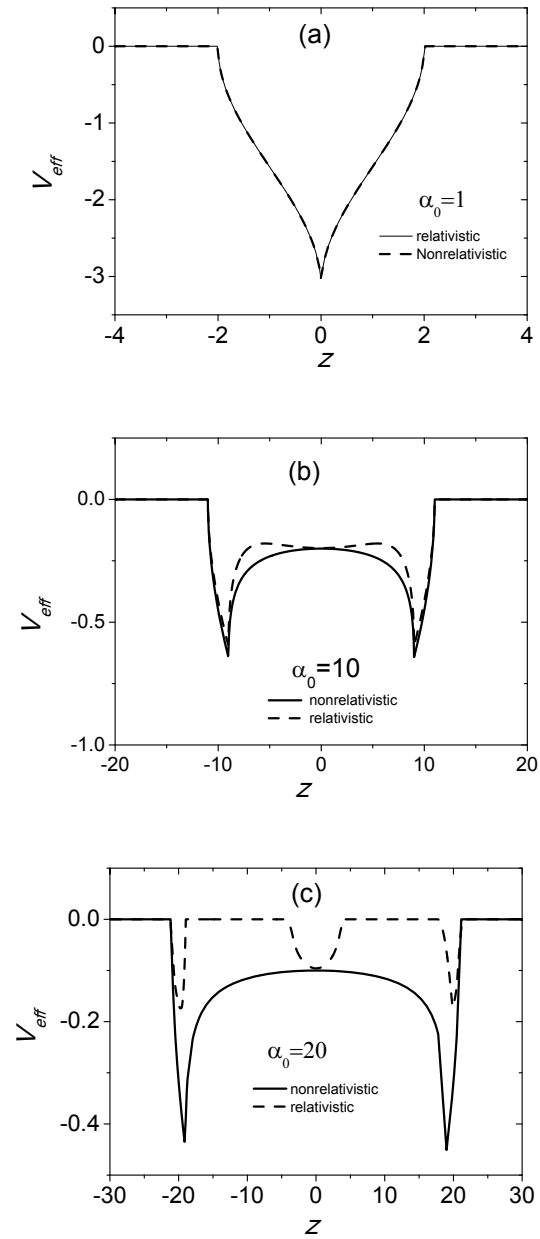 (a)
0
-1
-2
-3
V_eff
α₀=1
relativistic
Nonrelativistic
-4 -2 0 2 4
z
(b)
0.0
-0.5
-1.0
V_eff
α₀=10
nonrelativistic
relativistic
-20 -10 0 10 20
z
(c)
0.0
-0.2
-0.4
V_eff
α₀=20
nonrelativistic
relativistic
-30 -20 -10 0 10 20 30
z